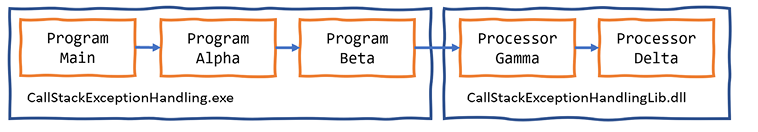 Program
Main
Program
Alpha
Program
Beta
Processor
Gamma
Processor
Delta
CallStackExceptionHandling.exe
CallStackExceptionHandlingLib.dll